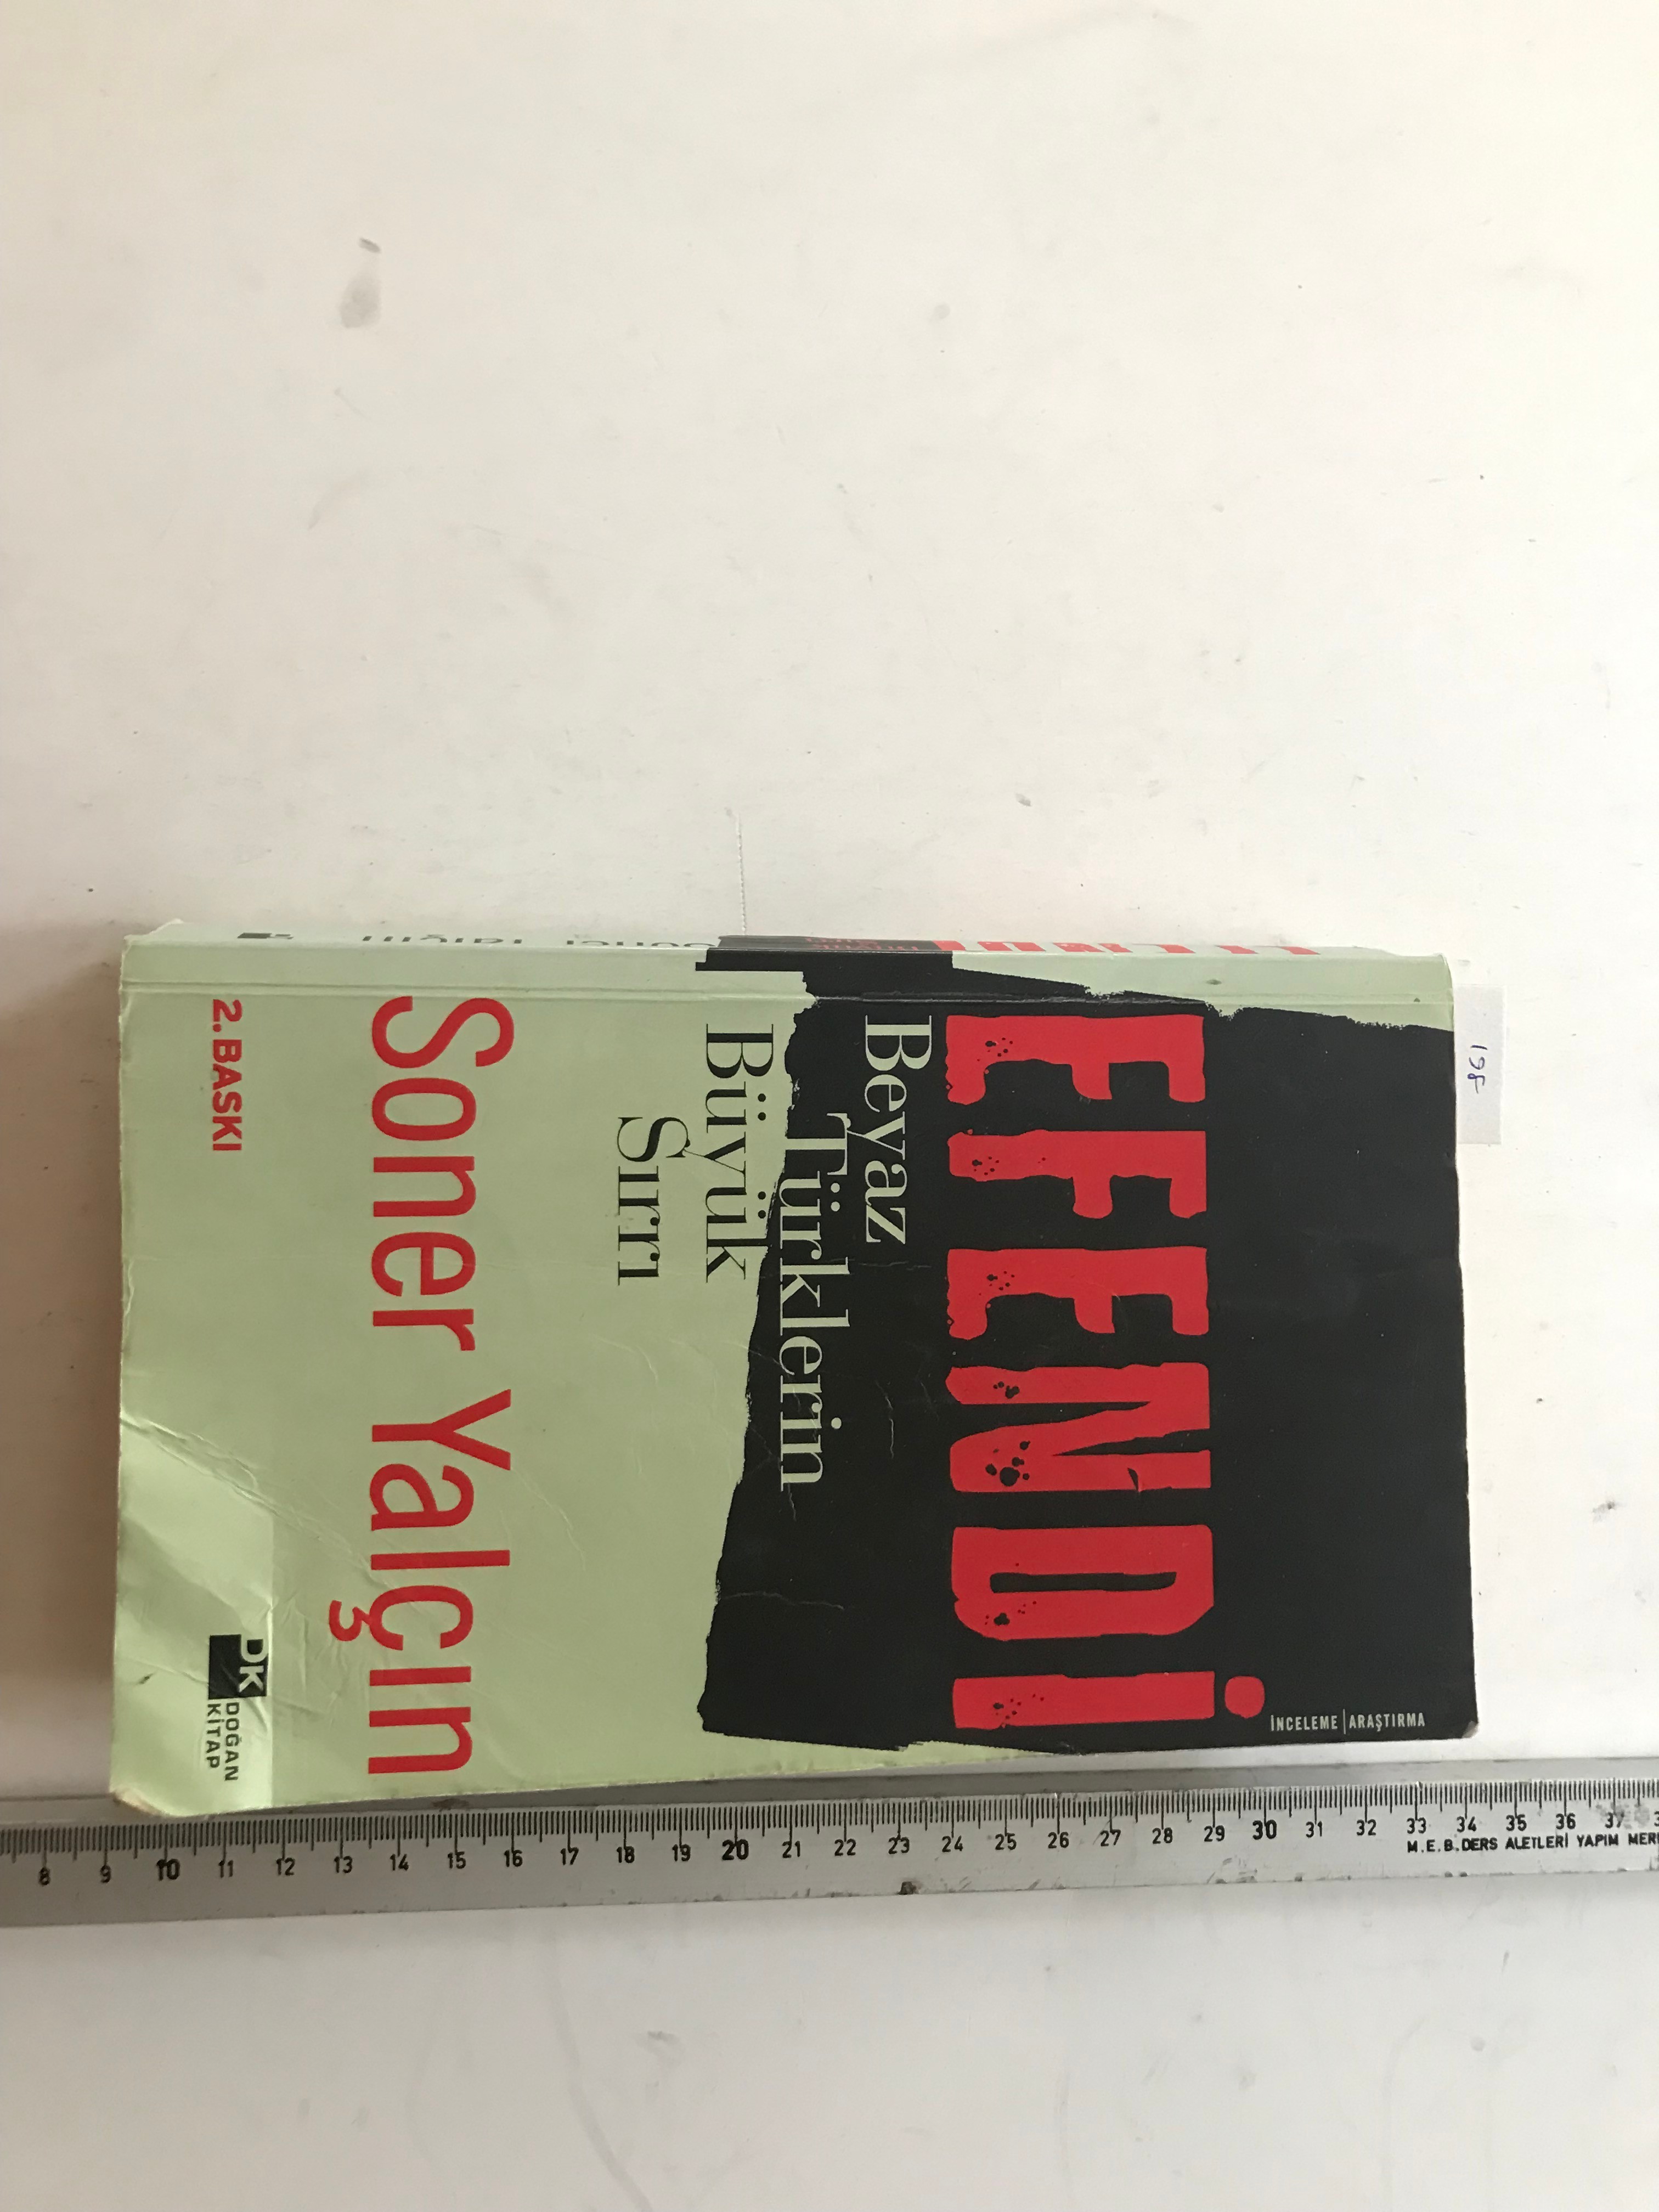 İNCELEME | ARAŞTIRMA
EFENDİ
Beyaz
Türklerin
Büyük
Sırrı
Soner Yalçın
2. BASKI
DK
DOĞAN
KİTAP
198
8 9 10 11 12 13 14 15 16 17 18 19 20 21 22 23 24 25 26 27 28 29 30 31 32 33 34 35 36 37
M.E.B. DERS ALETLERİ YAPIM